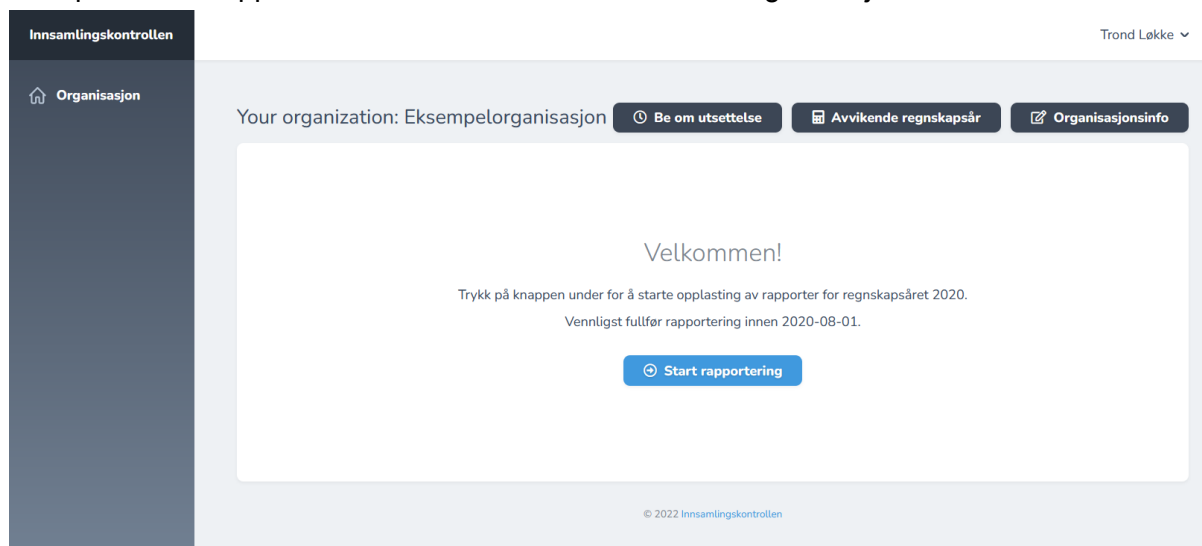 Innsamlingskontrollen
Trond Løkke
Organisasjon
Your organization: Eksempelorganisasjon
Be om utsettelse
Avvikende regnskapsår
Organisasjonsinfo
Velkommen!
Trykk på knappen under for å starte opplasting av rapporter for regnskapsåret 2020.
Vennligst fullfør rapportering innen 2020-08-01.
Start rapportering
© 2022 Innsamlingskontrollen